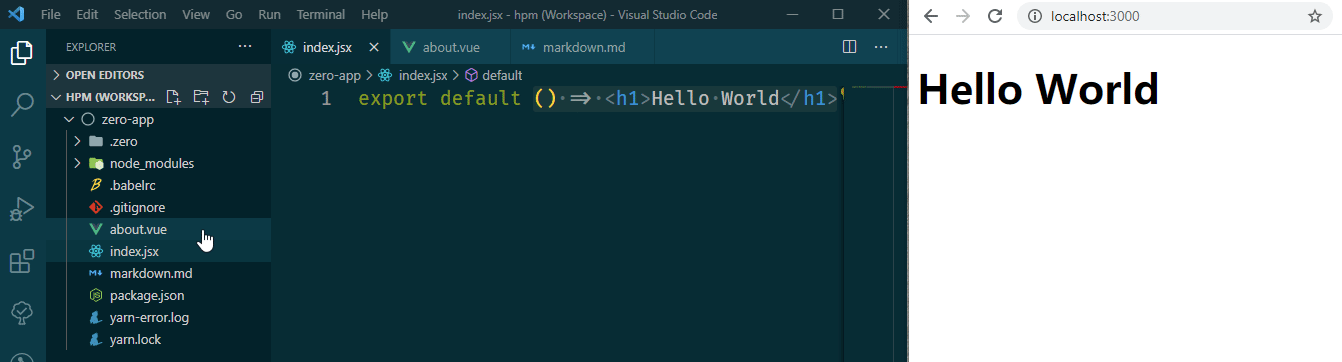 File Edit Selection View Go Run Terminal Help
index.jsx - hpm (Workspace) - Visual Studio Code
localhost:3000
EXPLORER
index.jsx
about.vue
markdown.md
OPEN EDITORS
zero-app > index.jsx > default
HPM (WORKSP...
1 export default () => <h1>Hello World</h1>
zero-app
.zero
node_modules
.babelrc
.gitignore
about.vue
index.jsx
markdown.md
package.json
yarn-error.log
yarn.lock
Hello World